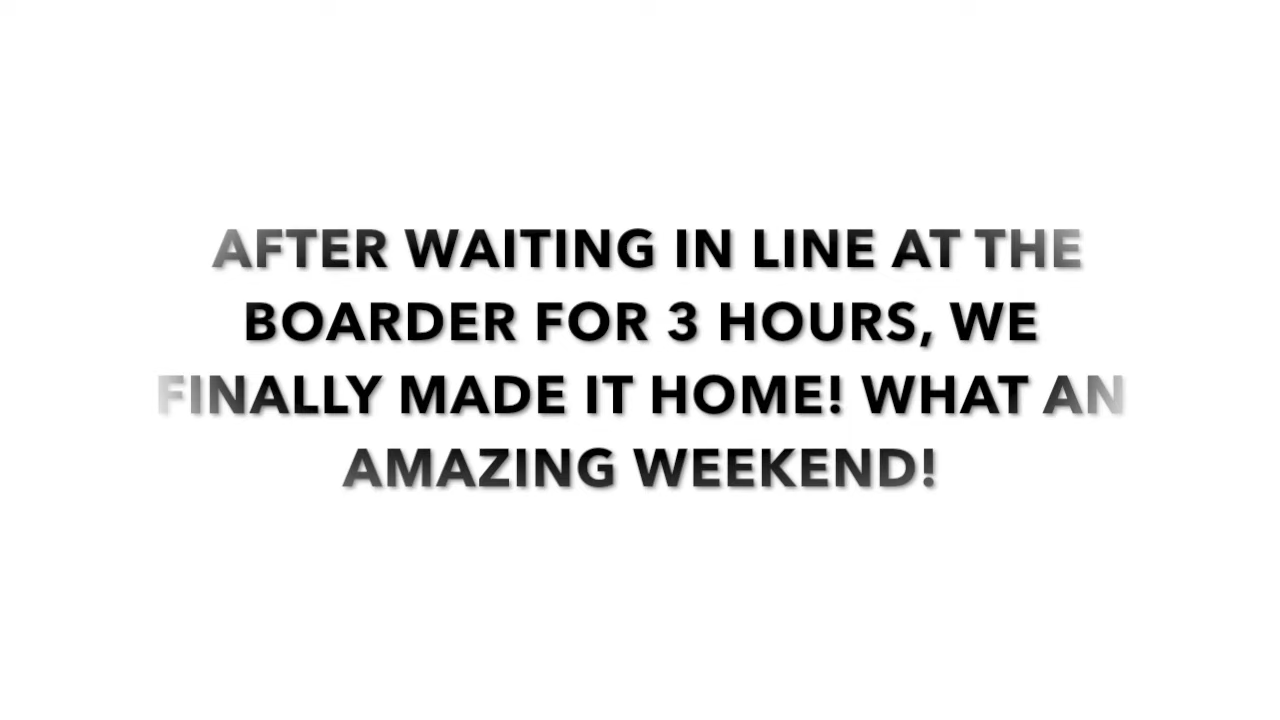 AFTER WAITING IN LINE AT THE
BOARDER FOR 3 HOURS, WE
FINALLY MADE IT HOME! WHAT AN
AMAZING WEEKEND!